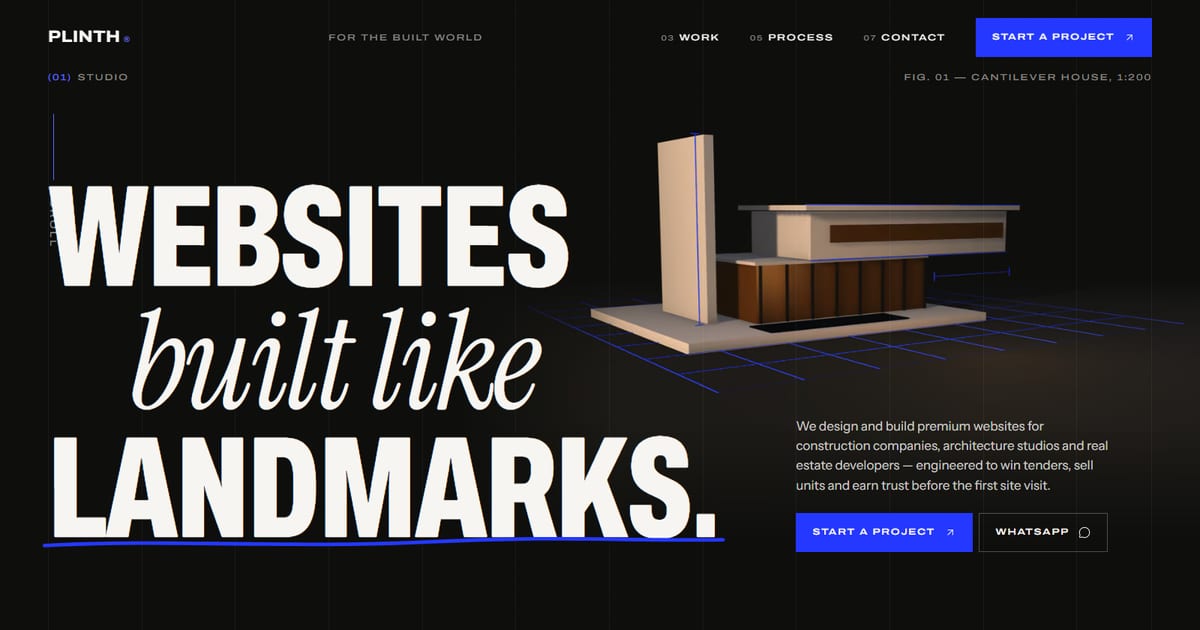 PLINTH ®
FOR THE BUILT WORLD
03 WORK
05 PROCESS
07 CONTACT
START A PROJECT
(01) STUDIO
FIG. 01 — CANTILEVER HOUSE, 1:200
WEBSITES
built like
LANDMARKS.
We design and build premium websites for
construction companies, architecture studios and real
estate developers — engineered to win tenders, sell
units and earn trust before the first site visit.
START A PROJECT
WHATSAPP